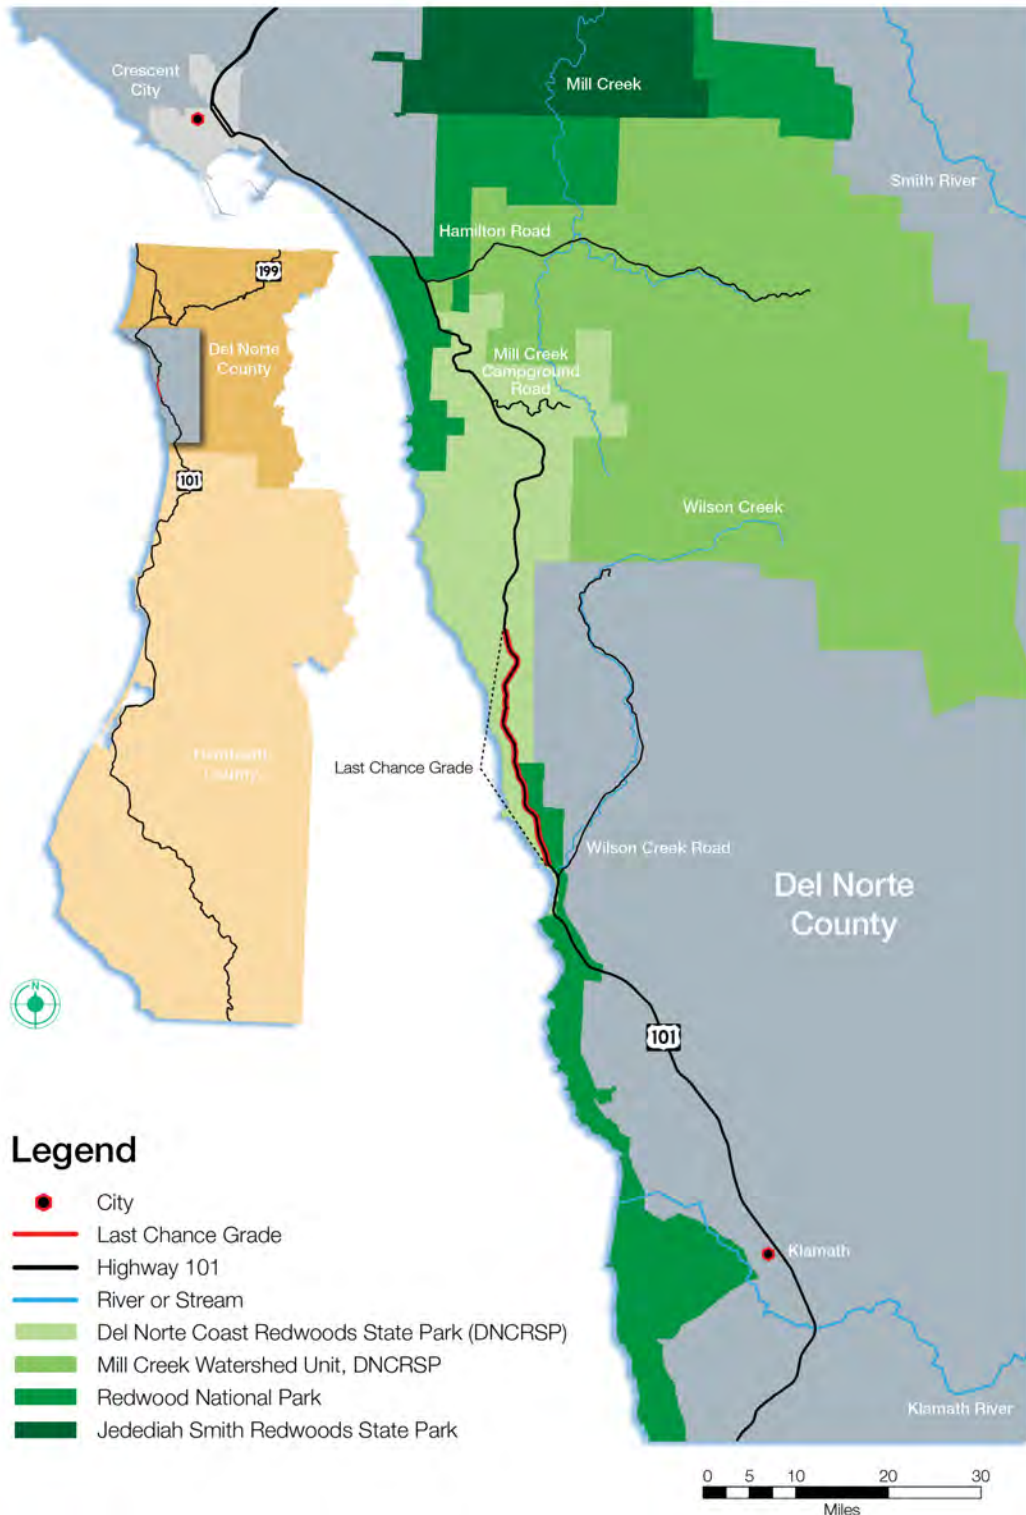 Crescent
City
Mill Creek
Smith River
Hamilton Road
199
Del Norte
County
Mill Creek
Campground
Road
101
Wilson Creek
Humboldt
County
Last Chance Grade
Wilson Creek Road
Del Norte
County
N
101
Klamath
Klamath River
Legend
City
Last Chance Grade
Highway 101
River or Stream
Del Norte Coast Redwoods State Park (DNCRSP)
Mill Creek Watershed Unit, DNCRSP
Redwood National Park
Jedediah Smith Redwoods State Park
0 5 10 20 30
Miles